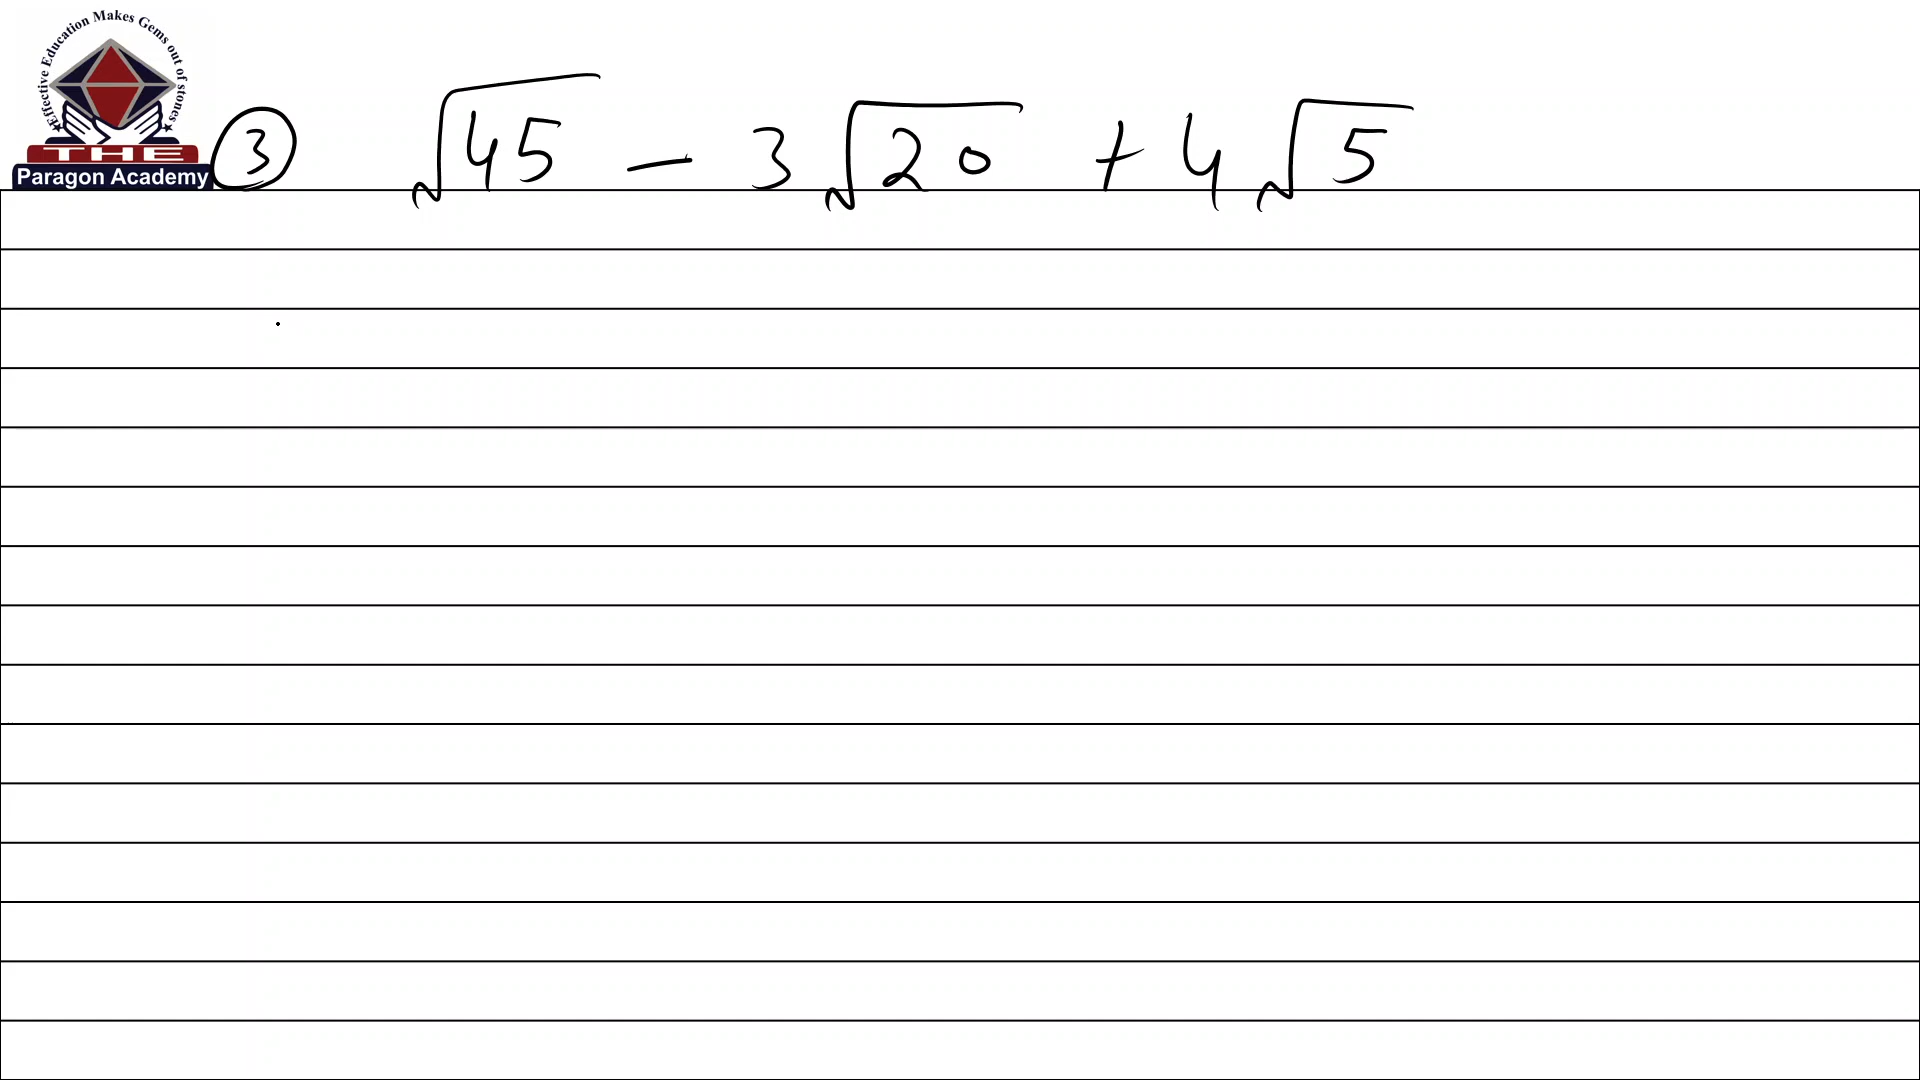 Effective Education Makes Gems out of stones
THE
Paragon Academy
③ √45 - 3√20 + 4√5